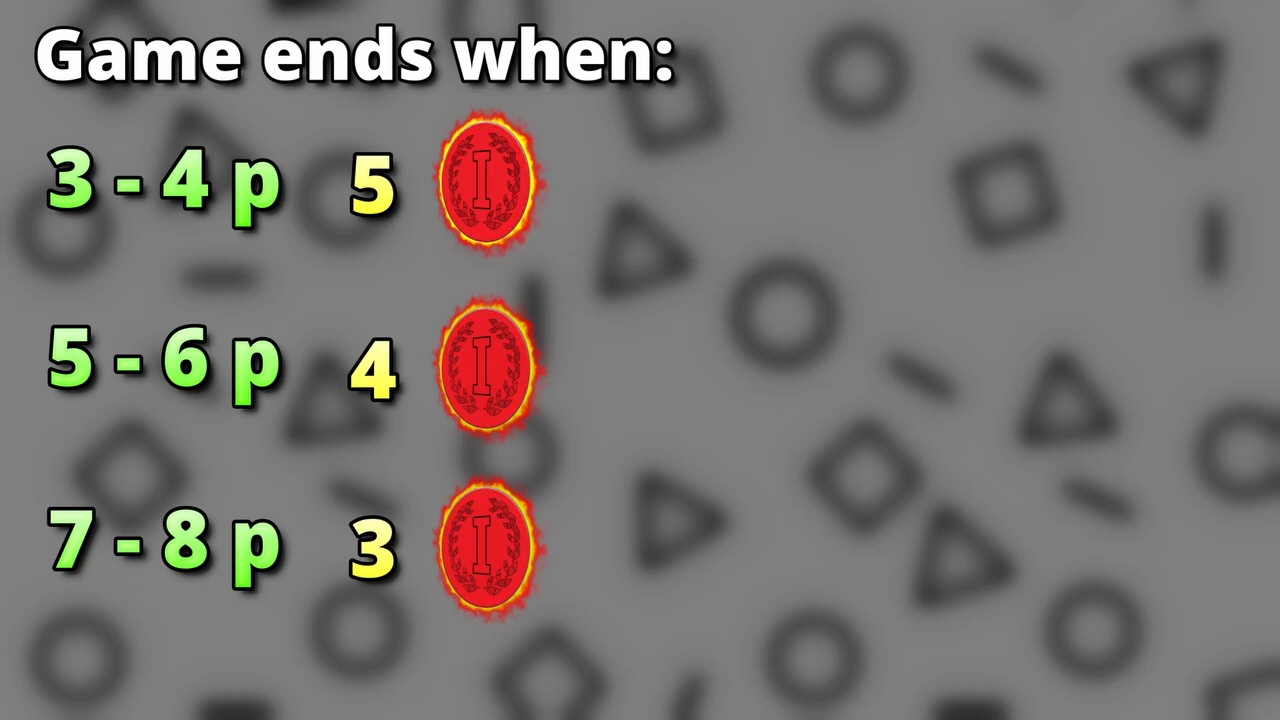 Game ends when:
3 - 4 p 5 I
5 - 6 p 4 I
7 - 8 p 3 I